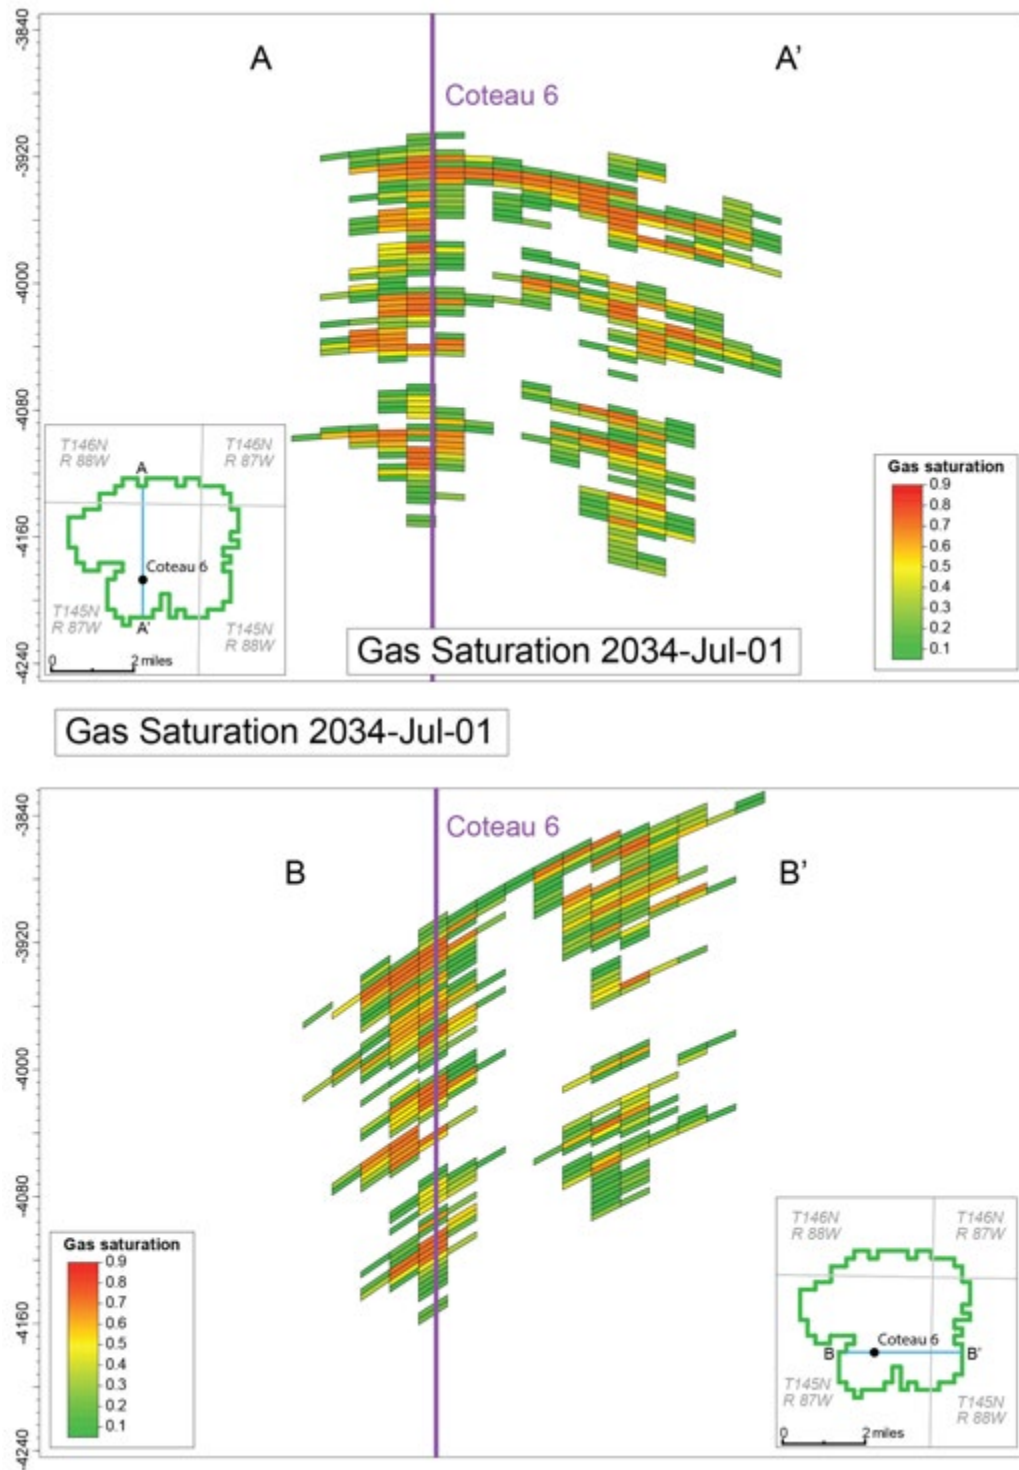 -3840
-3920
-4000
-4080
-4160
-4240
A
A'
Coteau 6
T146N
R 88W
T146N
R 87W
A
Coteau 6
T145N
R 87W
A'
T145N
R 88W
0
2 miles
Gas saturation
0.9
0.8
0.7
0.6
0.5
0.4
0.3
0.2
0.1
Gas Saturation 2034-Jul-01
Gas Saturation 2034-Jul-01
-3840
-3920
-4000
-4080
-4160
-4240
Coteau 6
B
B'
Gas saturation
0.9
0.8
0.7
0.6
0.5
0.4
0.3
0.2
0.1
T146N
R 88W
T146N
R 87W
Coteau 6
B
B'
T145N
R 87W
T145N
R 88W
0
2 miles